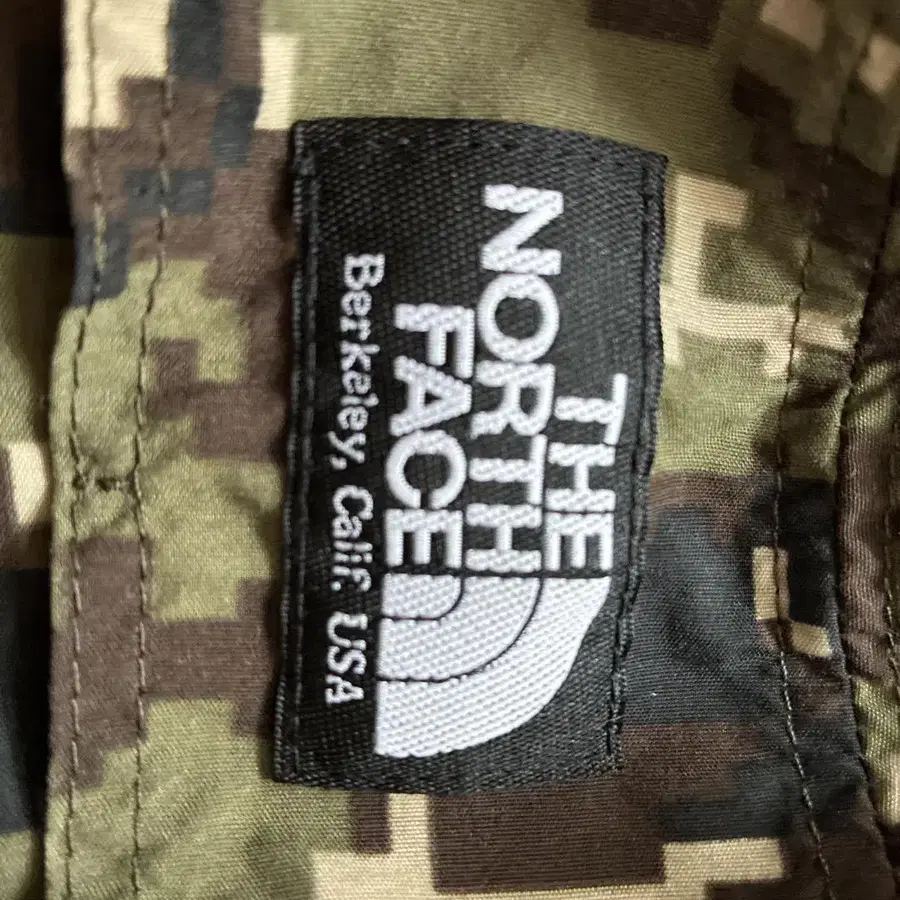 THE
NORTH
FACE
Berkeley, Calif. USA